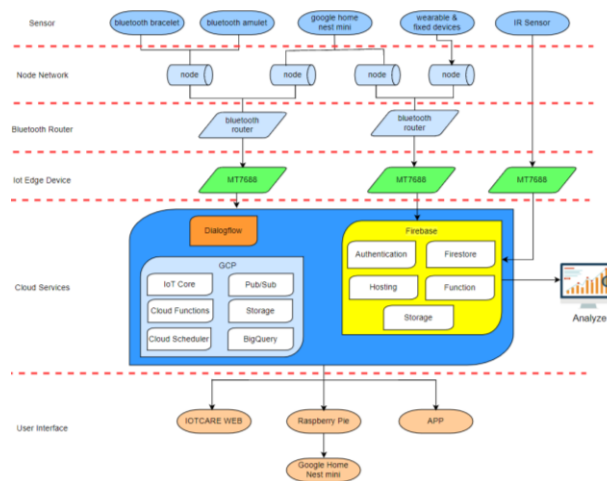 Sensor
bluetooth bracelet
bluetooth amulet
google home
nest mini
wearable &
fixed devices
IR Sensor
Node Network
node
node
node
node
Bluetooth Router
bluetooth
router
bluetooth
router
Iot Edge Device
MT7688
MT7688
MT7688
Cloud Services
Dialogflow
GCP
IoT Core
Pub/Sub
Cloud Functions
Storage
Cloud Scheduler
BigQuery
Firebase
Authentication
Firestore
Hosting
Function
Storage
Analyze
User Interface
IOTCARE WEB
Raspberry Pie
APP
Google Home
Nest mini